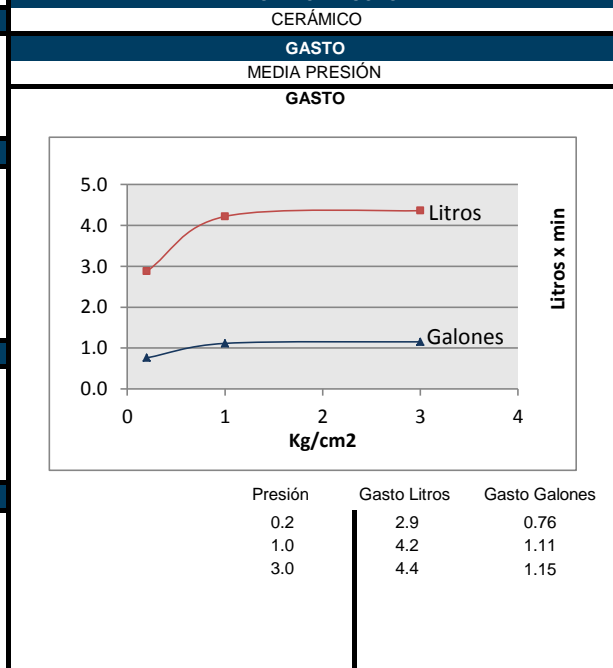 CERÁMICO
GASTO
MEDIA PRESIÓN
GASTO
5.0
4.0
3.0
2.0
1.0
0.0
Litros
Galones
Litros x min
0 1 2 3 4
Kg/cm2
Presión Gasto Litros Gasto Galones
0.2 2.9 0.76
1.0 4.2 1.11
3.0 4.4 1.15